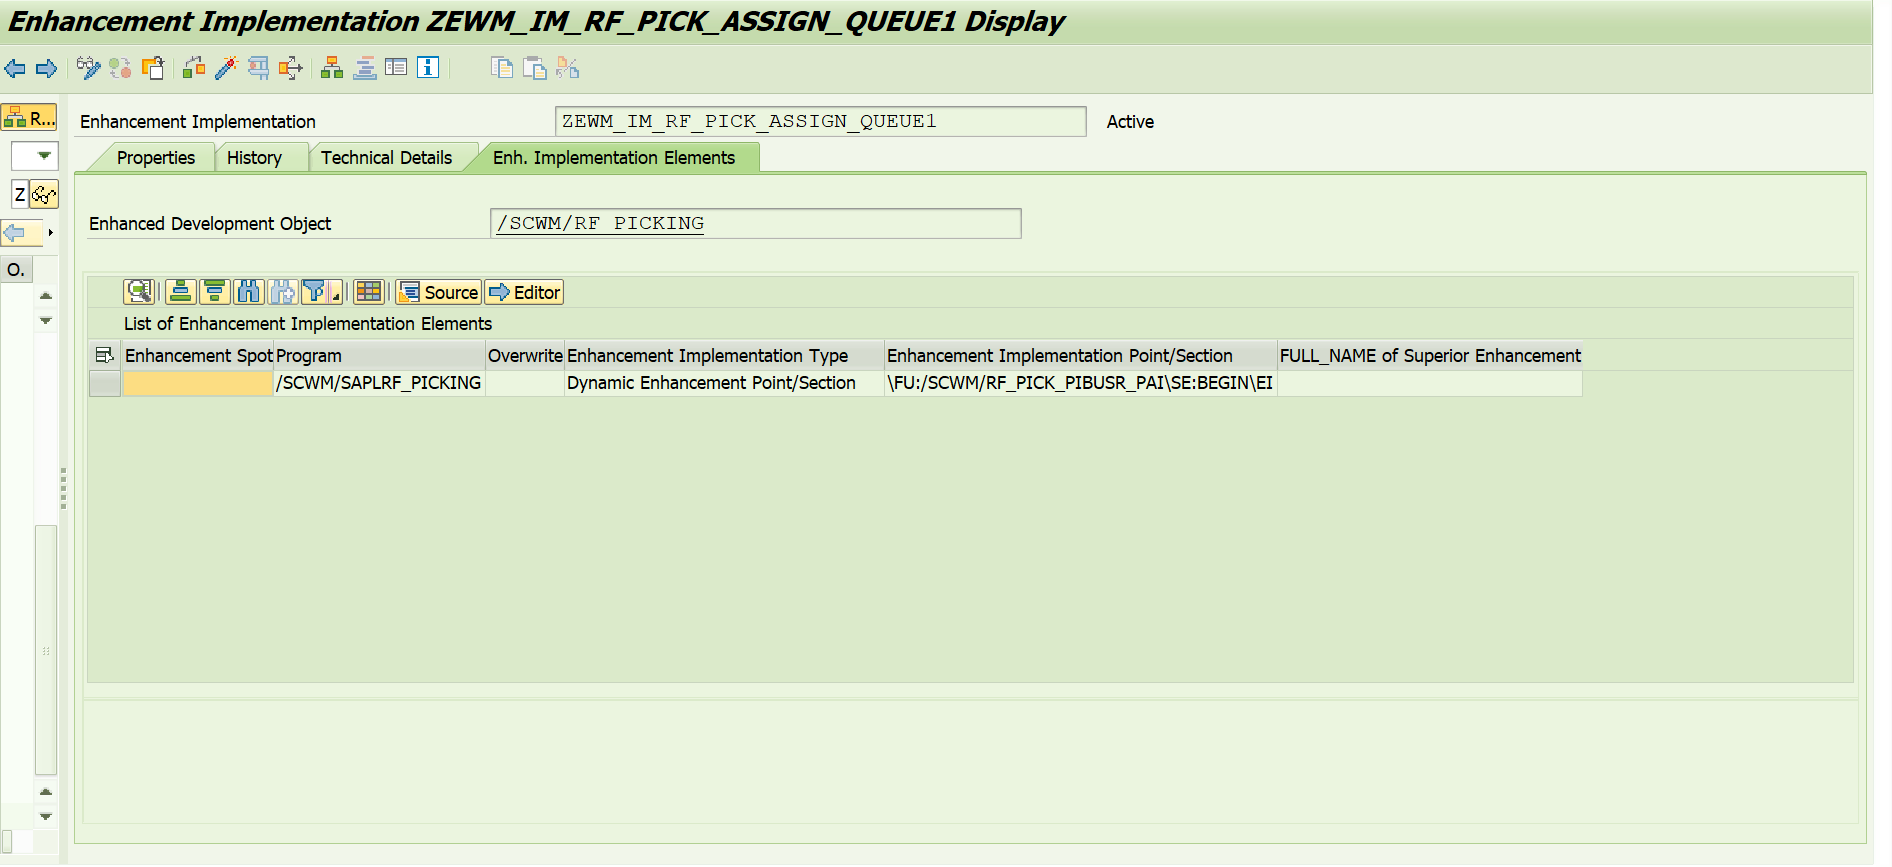 Enhancement Implementation ZEWM_IM_RF_PICK_ASSIGN_QUEUE1 Display
R...
Enhancement Implementation ZEWM_IM_RF_PICK_ASSIGN_QUEUE1 Active
Properties History Technical Details Enh. Implementation Elements
Z
Enhanced Development Object /SCWM/RF_PICKING
O.
Source Editor
List of Enhancement Implementation Elements
Enhancement Spot Program Overwrite Enhancement Implementation Type Enhancement Implementation Point/Section FULL_NAME of Superior Enhancement
/SCWM/SAPLRF_PICKING Dynamic Enhancement Point/Section \FU:/SCWM/RF_PICK_PIBUSR_PAI\SE:BEGIN\EI